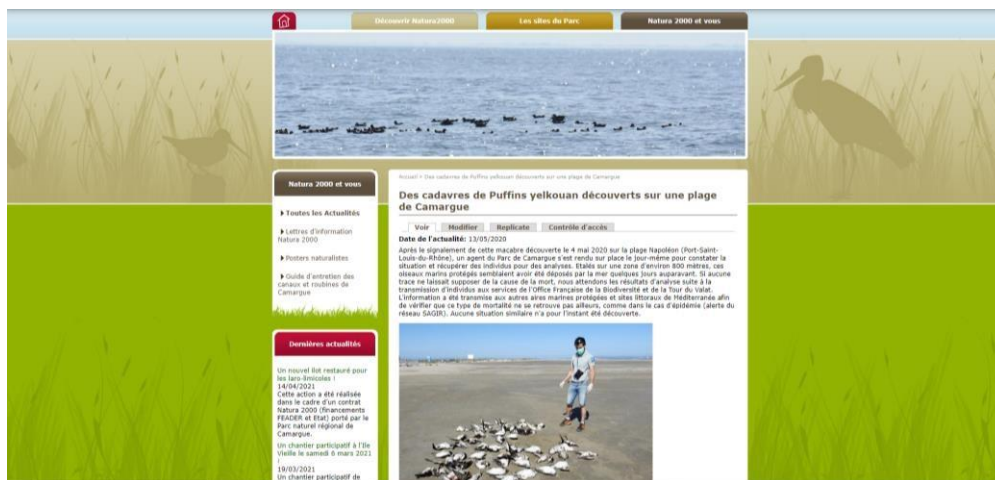 Découvrir Natura2000
Les sites du Parc
Natura 2000 et vous
Natura 2000 et vous
Toutes les Actualités
Lettres d'information
Natura 2000
Posters naturalistes
Guide d'entretien des
canaux et roubines de
Camargue
Dernières actualités
Un nouvel îlot restauré pour
les laro-limicoles !
14/04/2021
Cette action a été réalisée
dans le cadre d'un contrat
Natura 2000 (financements
FEADER et Etat) porté par le
Parc naturel régional de
Camargue.
Un chantier participatif à l'Ile
Vieille le samedi 6 mars 2021
!
19/03/2021
Un chantier participatif de
Accueil > Des cadavres de Puffins yelkouan découverts sur une plage de Camargue
Des cadavres de Puffins yelkouan découverts sur une plage
de Camargue
Voir
Modifier
Replicate
Contrôle d'accès
Date de l'actualité: 13/05/2020
Après le signalement de cette macabre découverte le 4 mai 2020 sur la plage Napoléon (Port-Saint-
Louis-du-Rhône), un agent du Parc de Camargue s'est rendu sur place le jour-même pour constater la
situation et récupérer des individus pour des analyses. Etalés sur une zone d'environ 800 mètres, ces
oiseaux marins protégés semblaient avoir été déposés par la mer quelques jours auparavant. Si aucune
trace ne laissait supposer de la cause de la mort, nous attendons les résultats d'analyse suite à la
transmission d'individus aux services de l'Office Française de la Biodiversité et de la Tour du Valat.
L'information a été transmise aux autres aires marines protégées et sites littoraux de Méditerranée afin
de vérifier que ce type de mortalité ne se retrouve pas ailleurs, comme dans le cas d'épidémie (alerte du
réseau SAGIR). Aucune situation similaire n'a pour l'instant été découverte.